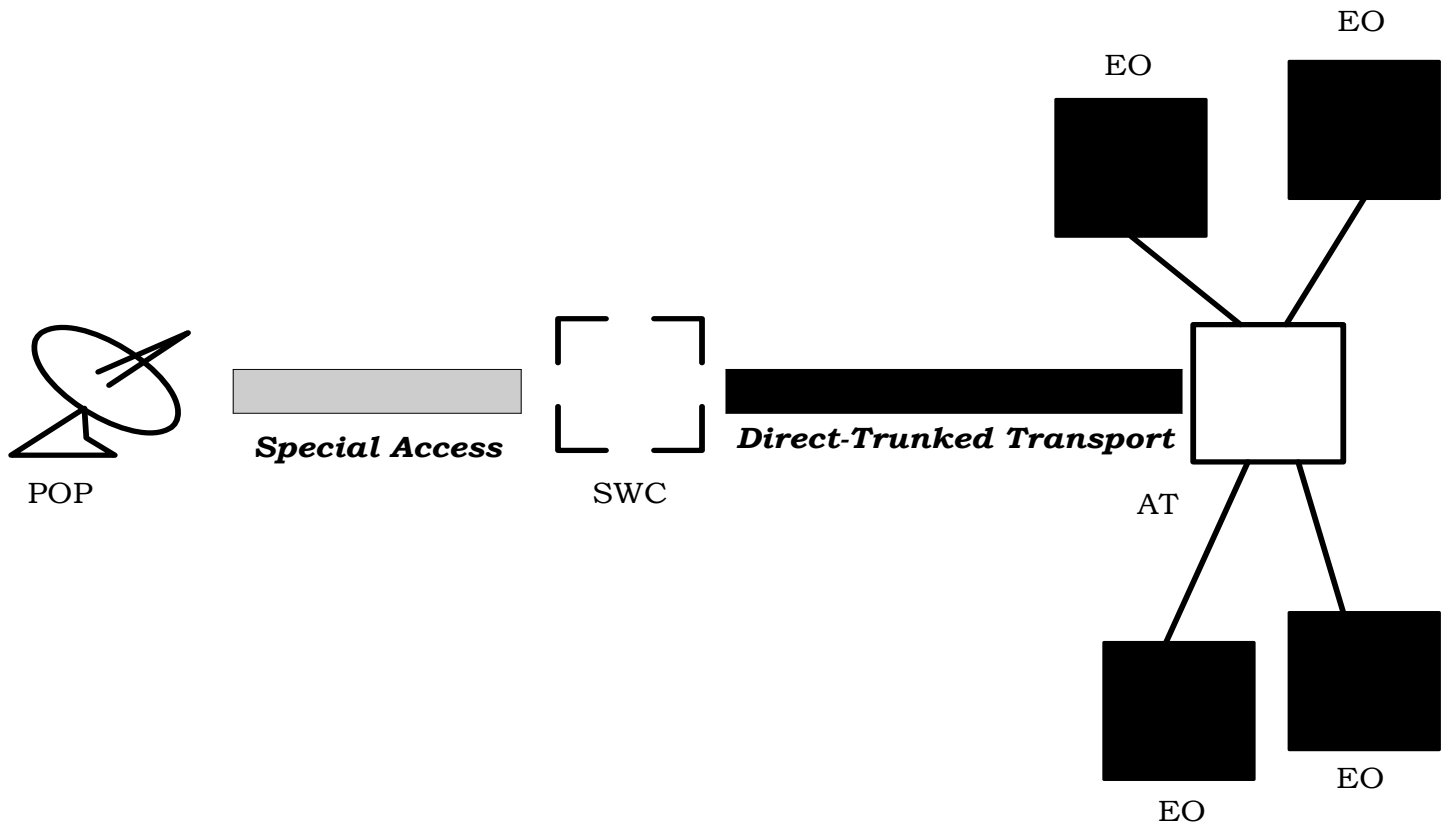 EO
EO
Special Access
Direct-Trunked Transport
POP
SWC
AT
EO
EO